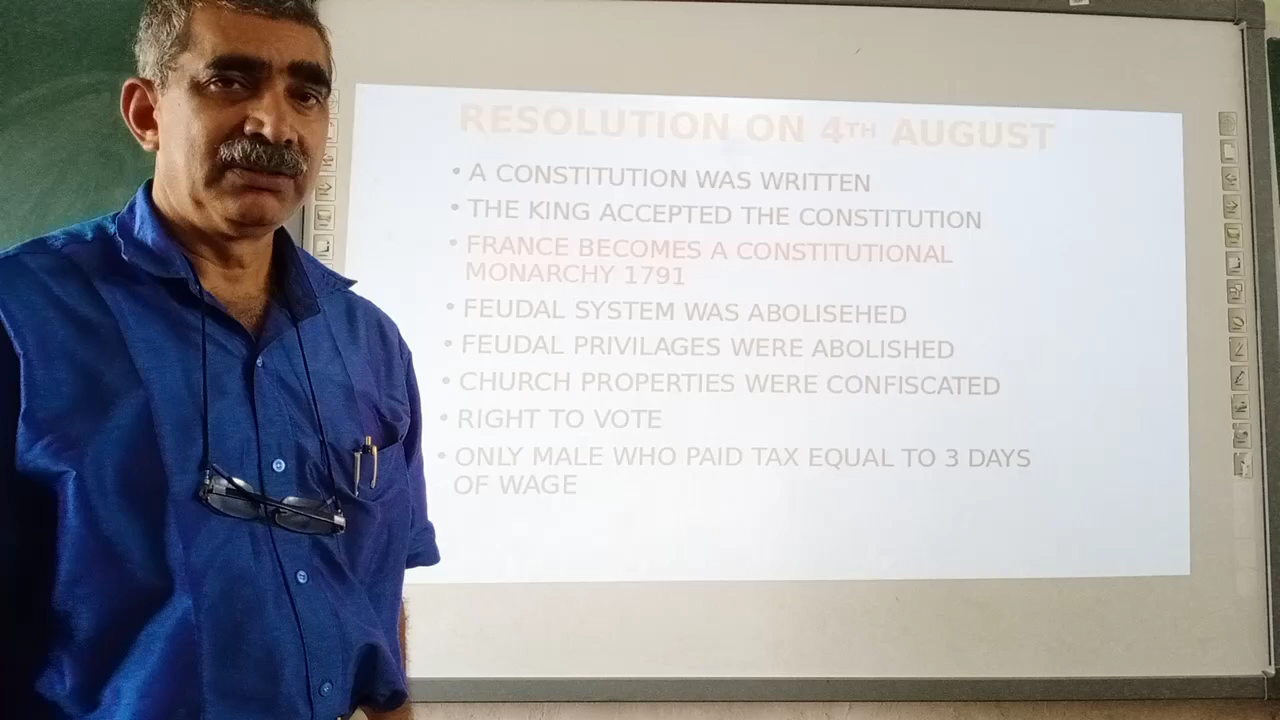 RESOLUTION ON 4TH AUGUST
• A CONSTITUTION WAS WRITTEN
• THE KING ACCEPTED THE CONSTITUTION
• FRANCE BECOMES A CONSTITUTIONAL
MONARCHY 1791
• FEUDAL SYSTEM WAS ABOLISEHED
• FEUDAL PRIVILAGES WERE ABOLISHED
• CHURCH PROPERTIES WERE CONFISCATED
• RIGHT TO VOTE
• ONLY MALE WHO PAID TAX EQUAL TO 3 DAYS
OF WAGE